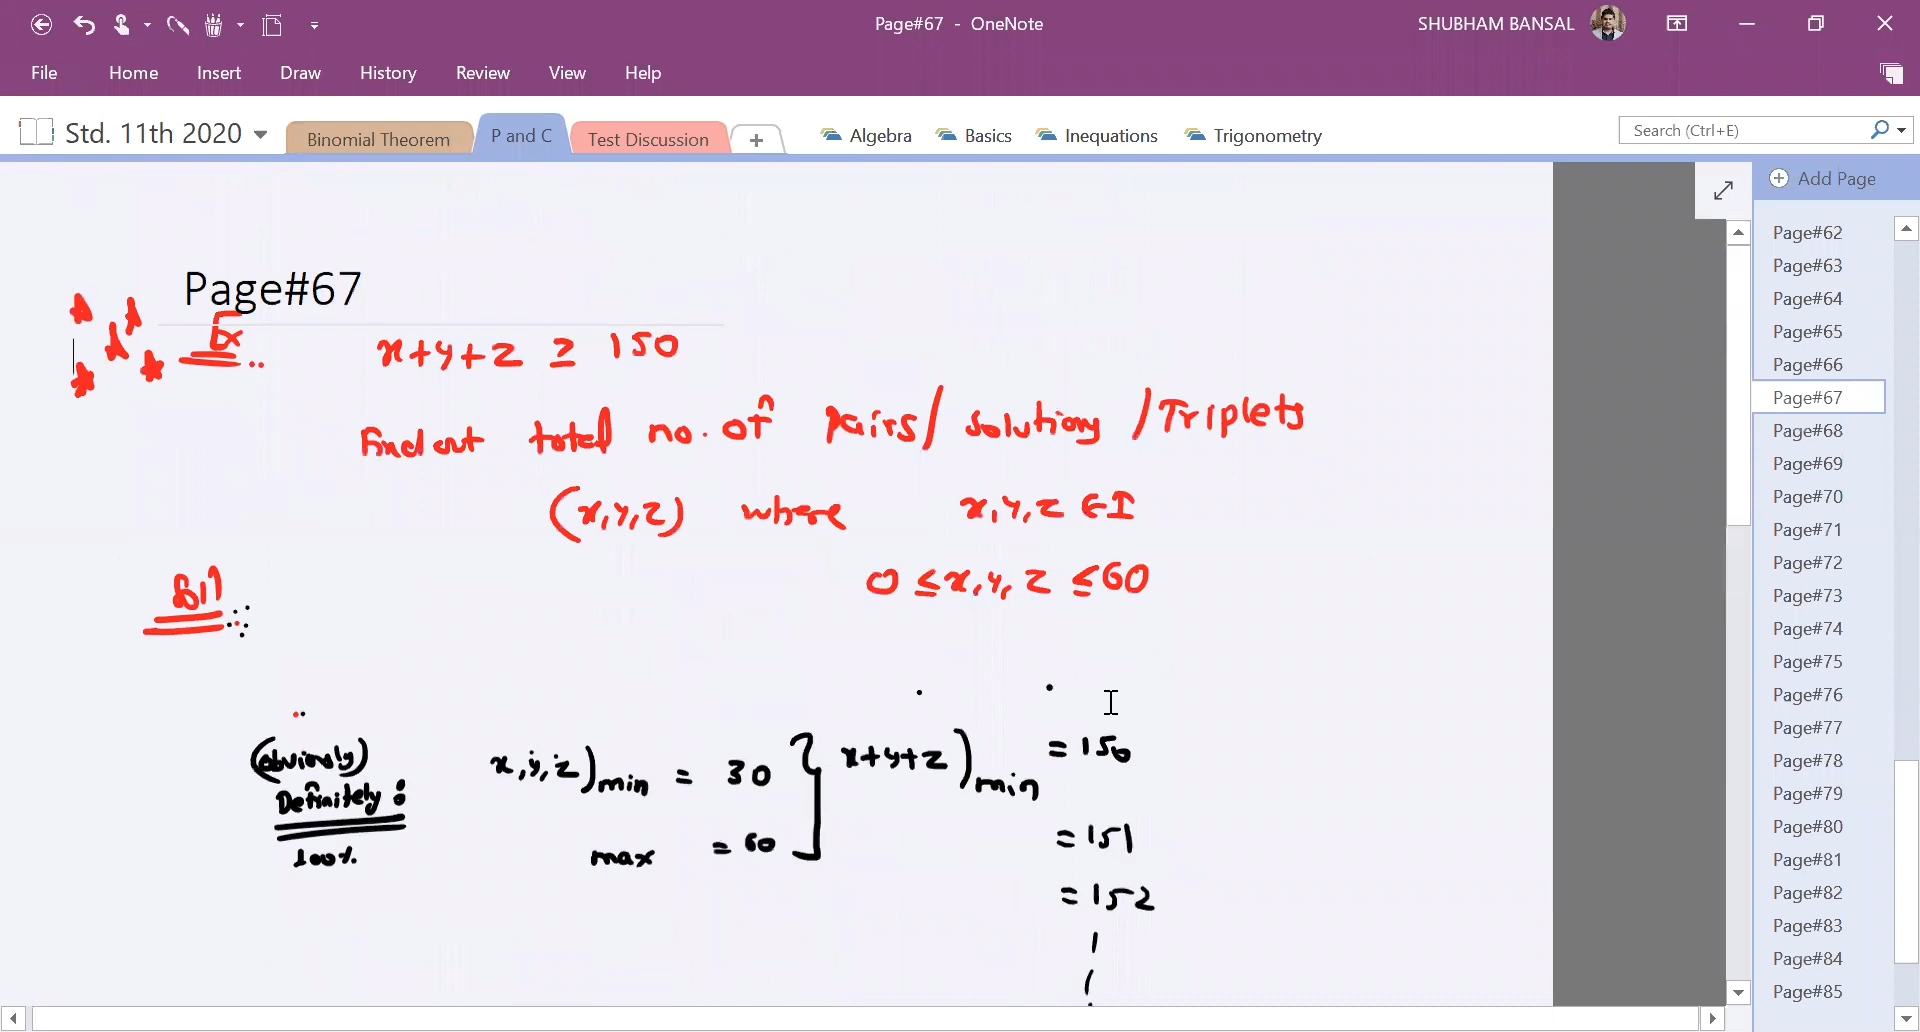 Page#67 - OneNote
SHUBHAM BANSAL
File Home Insert Draw History Review View Help
Std. 11th 2020
Binomial Theorem
P and C
Test Discussion
+
Algebra
Basics
Inequations
Trigonometry
Search (Ctrl+E)
Add Page
Page#67
Ex
x+y+z ≥ 150
Find out total no. of pairs/ solutions /Triplets
(x,y,z) where x,y,z ∈ I
0 ≤ x,y,z ≤ 60
Sol
(obviously)
Definitely :
100%
x,y,z)min = 30
max = 60
} x+y+z)min = 150
= 151
= 152
Page#62
Page#63
Page#64
Page#65
Page#66
Page#67
Page#68
Page#69
Page#70
Page#71
Page#72
Page#73
Page#74
Page#75
Page#76
Page#77
Page#78
Page#79
Page#80
Page#81
Page#82
Page#83
Page#84
Page#85